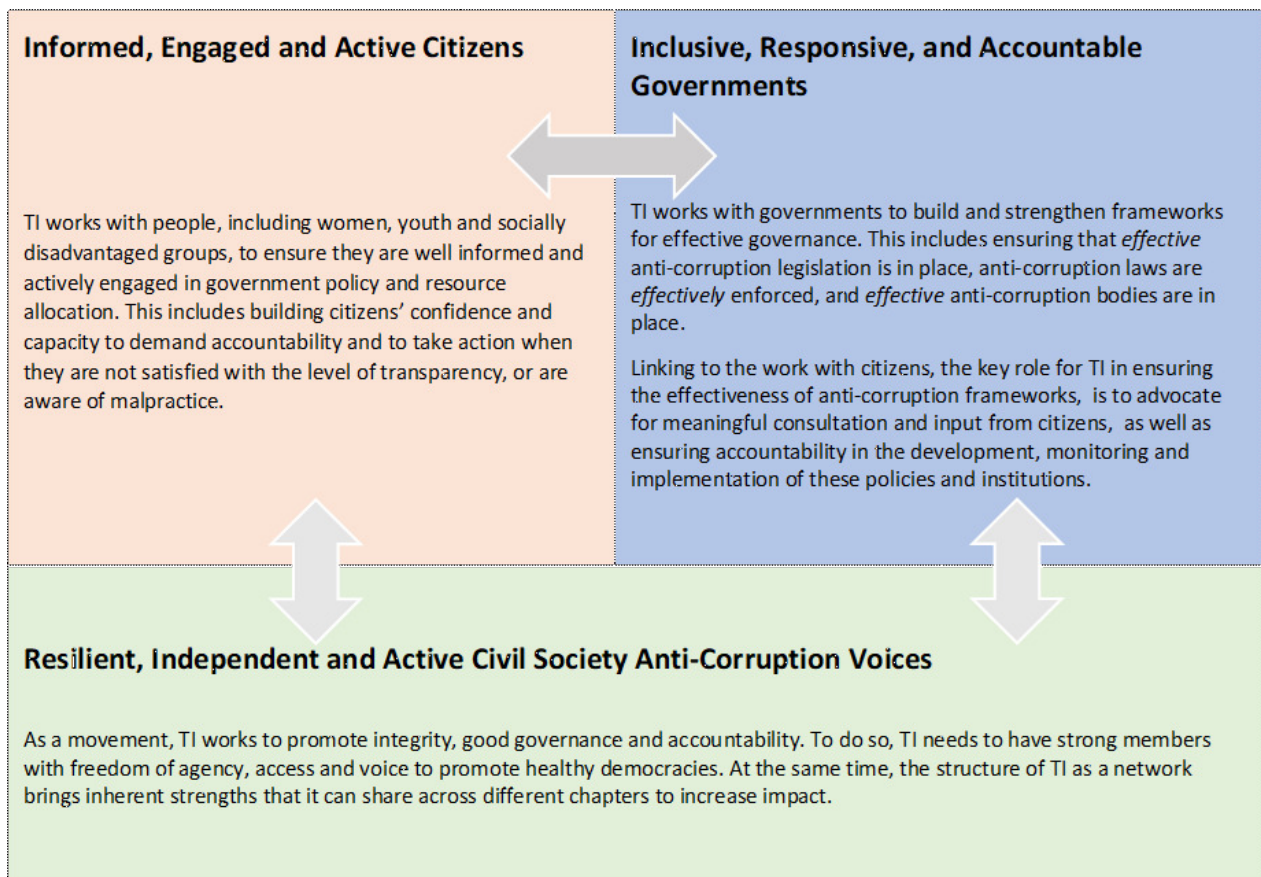 Informed, Engaged and Active Citizens
TI works with people, including women, youth and socially
disadvantaged groups, to ensure they are well informed and
actively engaged in government policy and resource
allocation. This includes building citizens’ confidence and
capacity to demand accountability and to take action when
they are not satisfied with the level of transparency, or are
aware of malpractice.
Inclusive, Responsive, and Accountable
Governments
TI works with governments to build and strengthen frameworks
for effective governance. This includes ensuring that effective
anti-corruption legislation is in place, anti-corruption laws are
effectively enforced, and effective anti-corruption bodies are in
place.
Linking to the work with citizens, the key role for TI in ensuring
the effectiveness of anti-corruption frameworks,  is to advocate
for meaningful consultation and input from citizens,  as well as
ensuring accountability in the development, monitoring and
implementation of these policies and institutions.
Resilient, Independent and Active Civil Society Anti-Corruption Voices
As a movement, TI works to promote integrity, good governance and accountability. To do so, TI needs to have strong members
with freedom of agency, access and voice to promote healthy democracies. At the same time, the structure of TI as a network
brings inherent strengths that it can share across different chapters to increase impact.